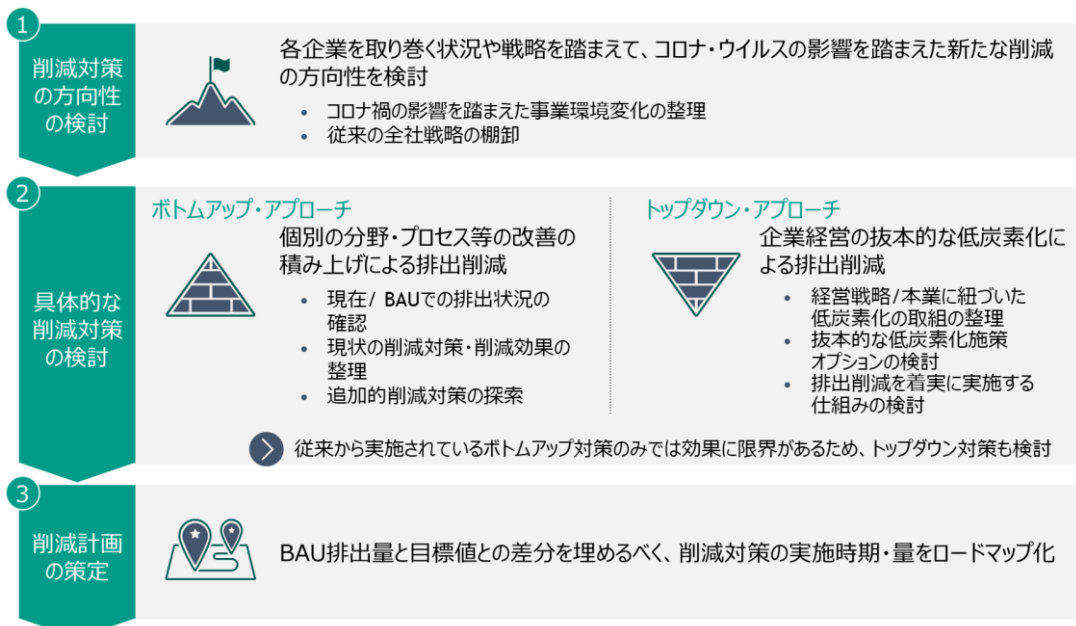 1
削減対策
の方向性
の検討
各企業を取り巻く状況や戦略を踏まえて、コロナ・ウイルスの影響を踏まえた新たな削減
の方向性を検討
• コロナ禍の影響を踏まえた事業環境変化の整理
• 従来の全社戦略の棚卸
2
具体的な
削減対策
の検討
ボトムアップ・アプローチ
個別の分野・プロセス等の改善の
積み上げによる排出削減
• 現在/ BAUでの排出状況の
確認
• 現状の削減対策・削減効果の
整理
• 追加的削減対策の探索
トップダウン・アプローチ
企業経営の抜本的な低炭素化に
よる排出削減
• 経営戦略/本業に紐づいた
低炭素化の取組の整理
• 抜本的な低炭素化施策
オプションの検討
• 排出削減を着実に実施する
仕組みの検討
従来から実施されているボトムアップ対策のみでは効果に限界があるため、トップダウン対策も検討
3
削減計画
の策定
BAU排出量と目標値との差分を埋めるべく、削減対策の実施時期・量をロードマップ化